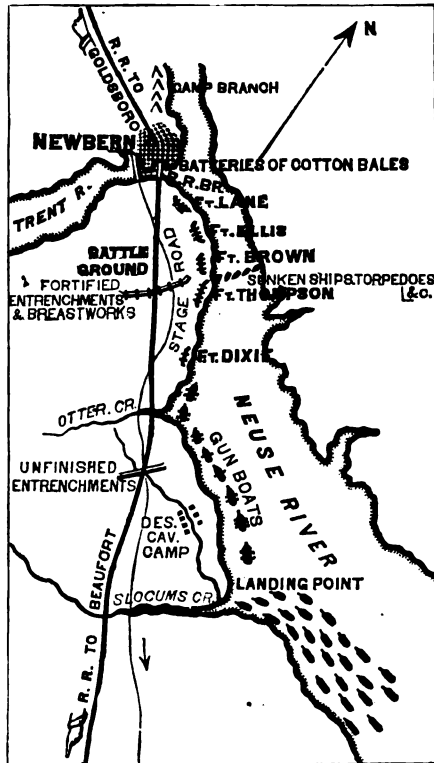 N
R. R. TO
GOLDSBORO
CAMP BRANCH
NEWBERN
BATTERIES OF COTTON BALES
R.R.BR.
TRENT R.
FT. LANE
FT. ELLIS
BATTLE
GROUND
FT. BROWN
STAGE ROAD
SUNKEN SHIPS, TORPEDOES
&C.
FORTIFIED
ENTRENCHMENTS
& BREASTWORKS
FT. THOMPSON
FT. DIXIE
OTTER. CR.
NEUSE RIVER
GUN BOATS
UNFINISHED
ENTRENCHMENTS
DES.
CAV.
CAMP
LANDING POINT
SLOCUMS CR.
R. R. TO BEAUFORT